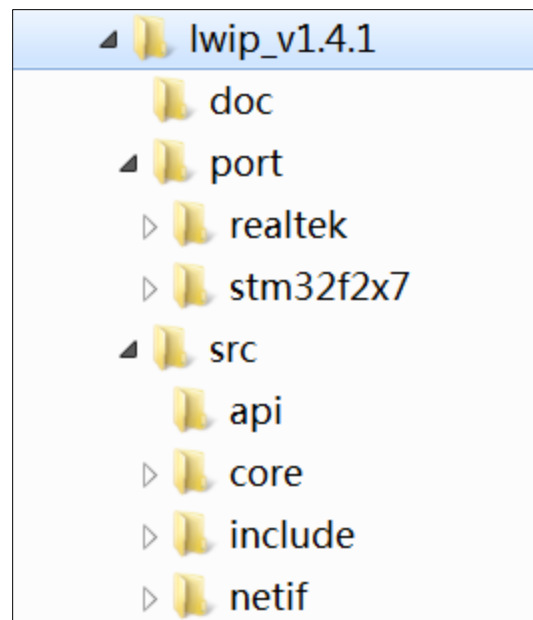 lwip_v1.4.1
doc
port
realtek
stm32f2x7
src
api
core
include
netif